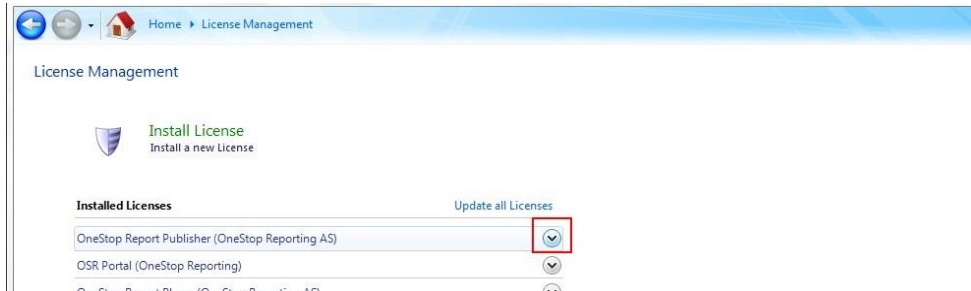 Home ▸ License Management
License Management
Install License
Install a new License
Installed Licenses Update all Licenses
OneStop Report Publisher (OneStop Reporting AS)
OSR Portal (OneStop Reporting)